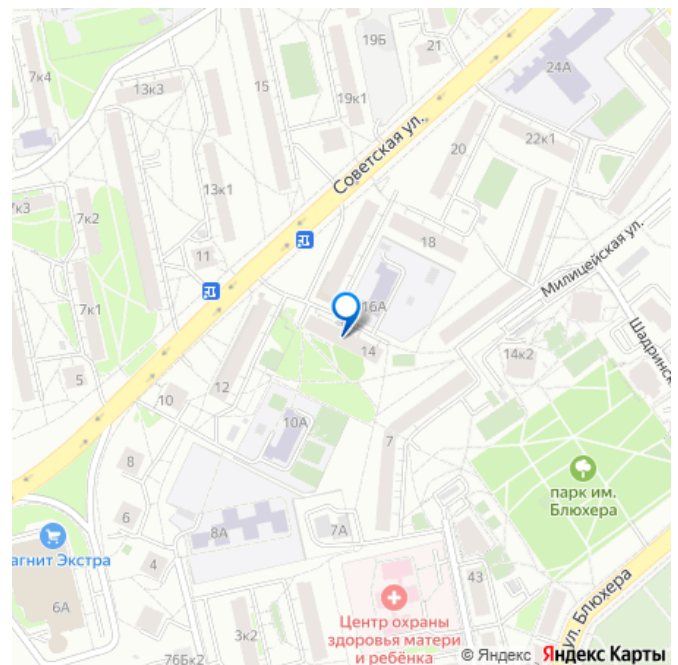 19Б
21
7к4
24А
13к3
15
19к1
Советская ул.
20
22к1
13к1
7к3
7к2
18
11
Милицейская ул.
16А
7к1
Шадринск
14
14к2
5
12
10
10А
7
8
парк им.
Блюхера
6
8А
7А
агнит Экстра
4
43
ул. Блюхера
6А
Центр охраны
здоровья матери
и ребёнка
3к2
76Бк2
© Яндекс Яндекс Карты